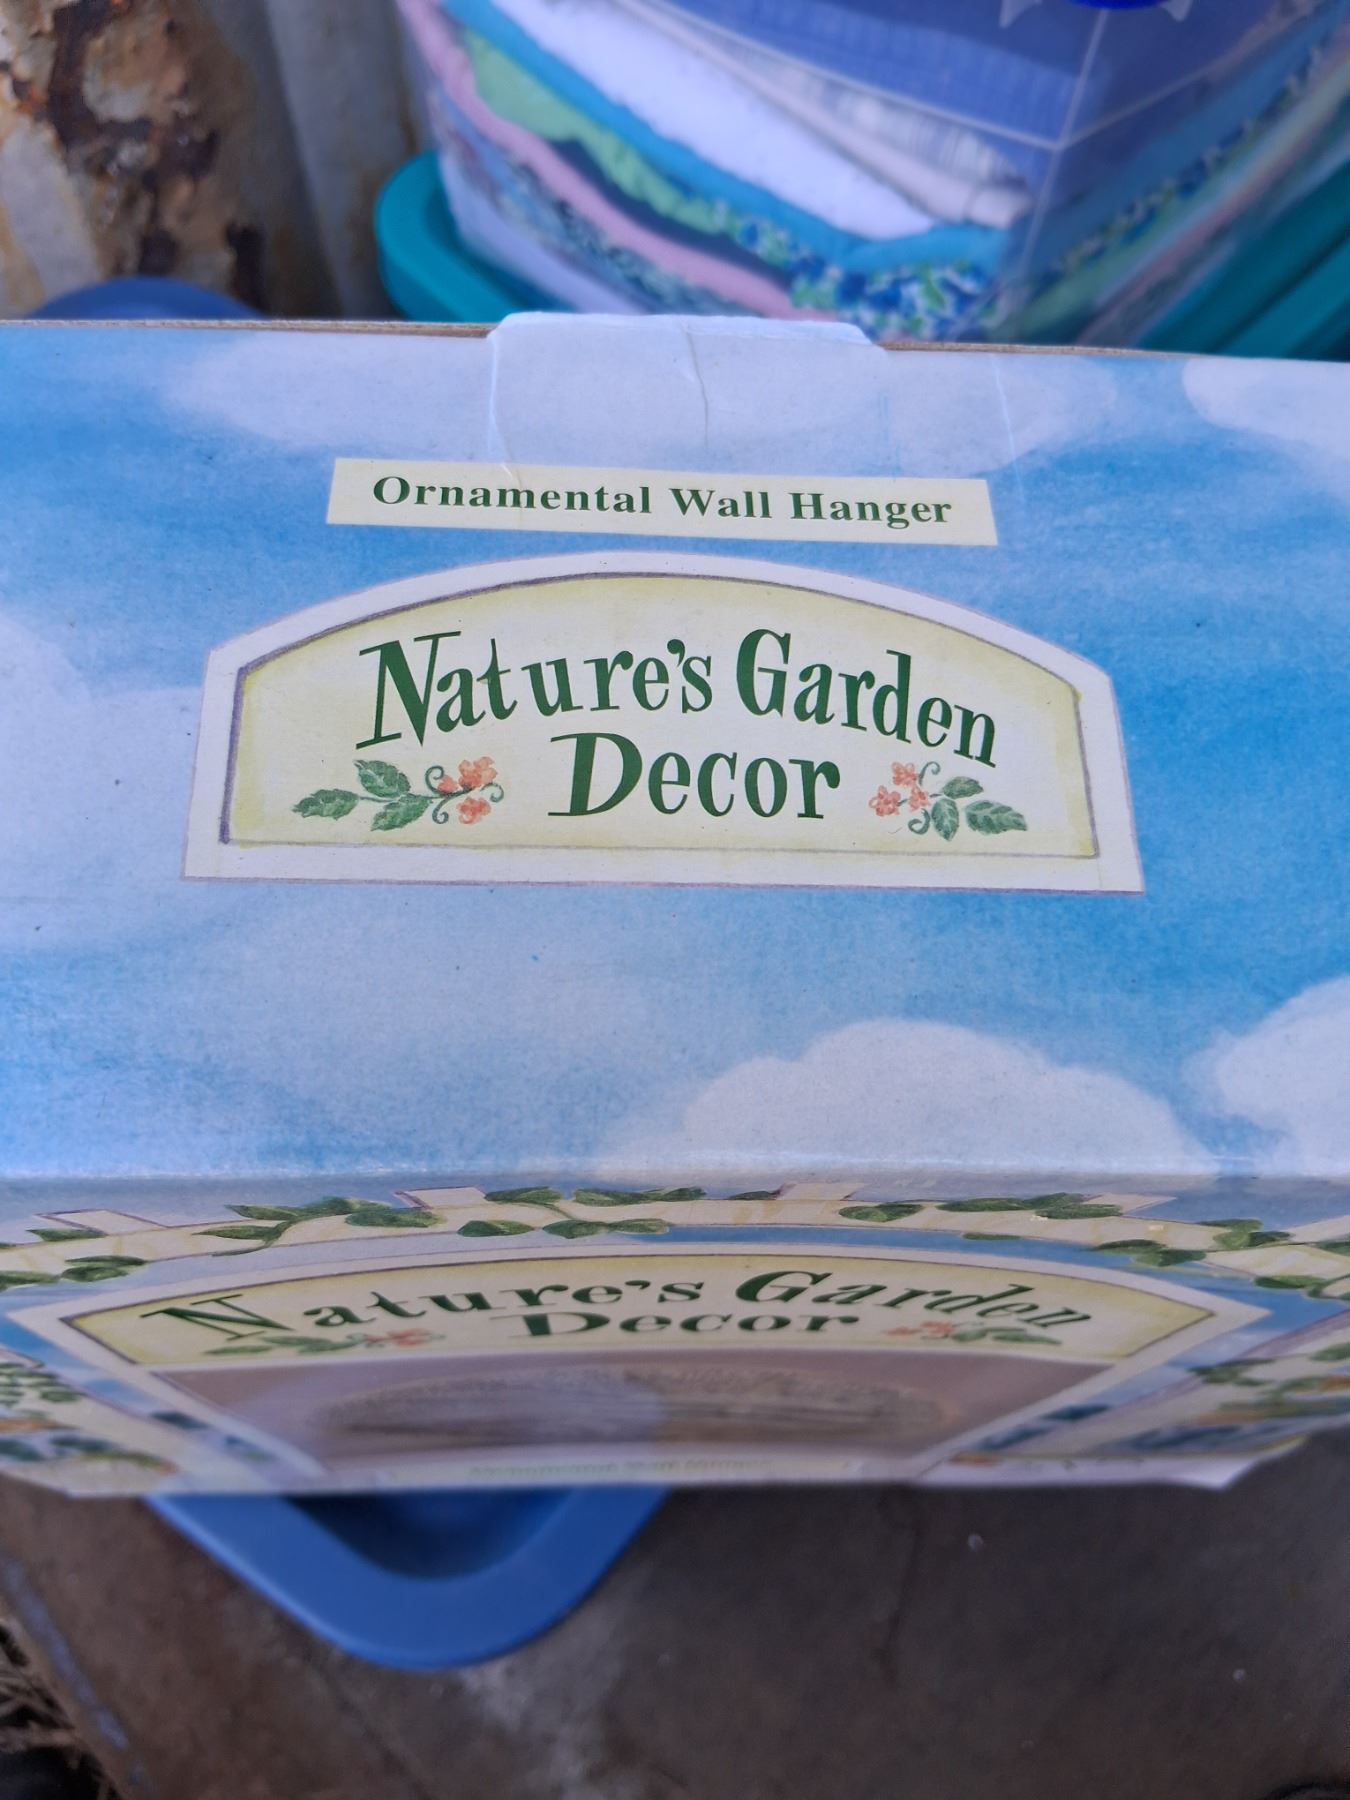 Ornamental Wall Hanger
Nature's Garden
Decor
Nature's Garden
Decor